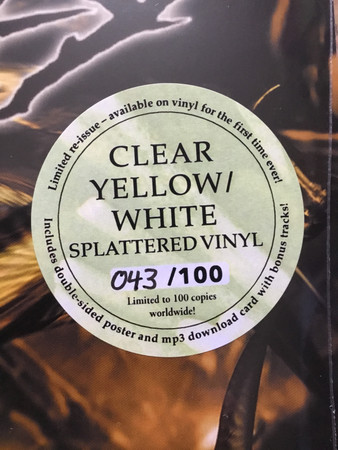 Limited re-issue – available on vinyl for the first time ever!
CLEAR
YELLOW/
WHITE
SPLATTERED VINYL
043 /100
Limited to 100 copies
worldwide!
Includes double-sided poster and mp3 download card with bonus tracks!